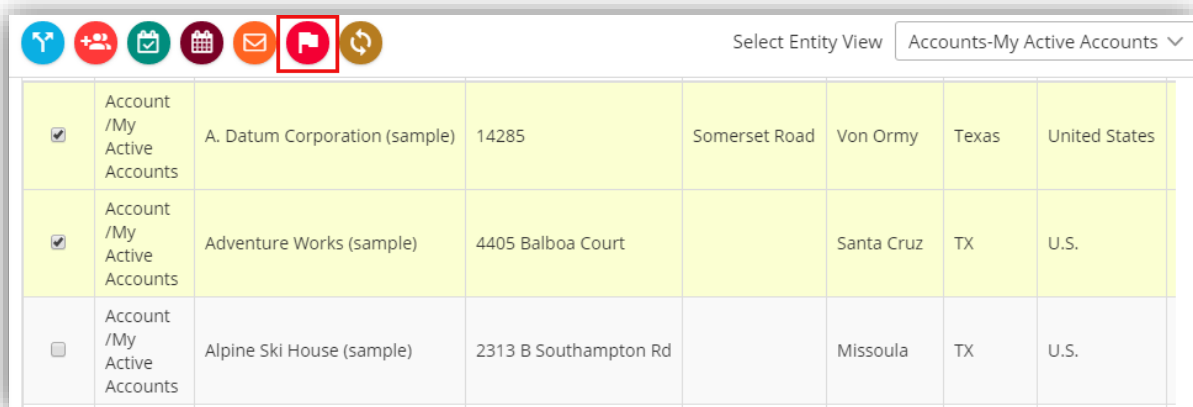 Select Entity View Accounts-My Active Accounts
Account
/My
Active
Accounts
A. Datum Corporation (sample) 14285 Somerset Road Von Ormy Texas United States
Account
/My
Active
Accounts
Adventure Works (sample) 4405 Balboa Court Santa Cruz TX U.S.
Account
/My
Active
Accounts
Alpine Ski House (sample) 2313 B Southampton Rd Missoula TX U.S.